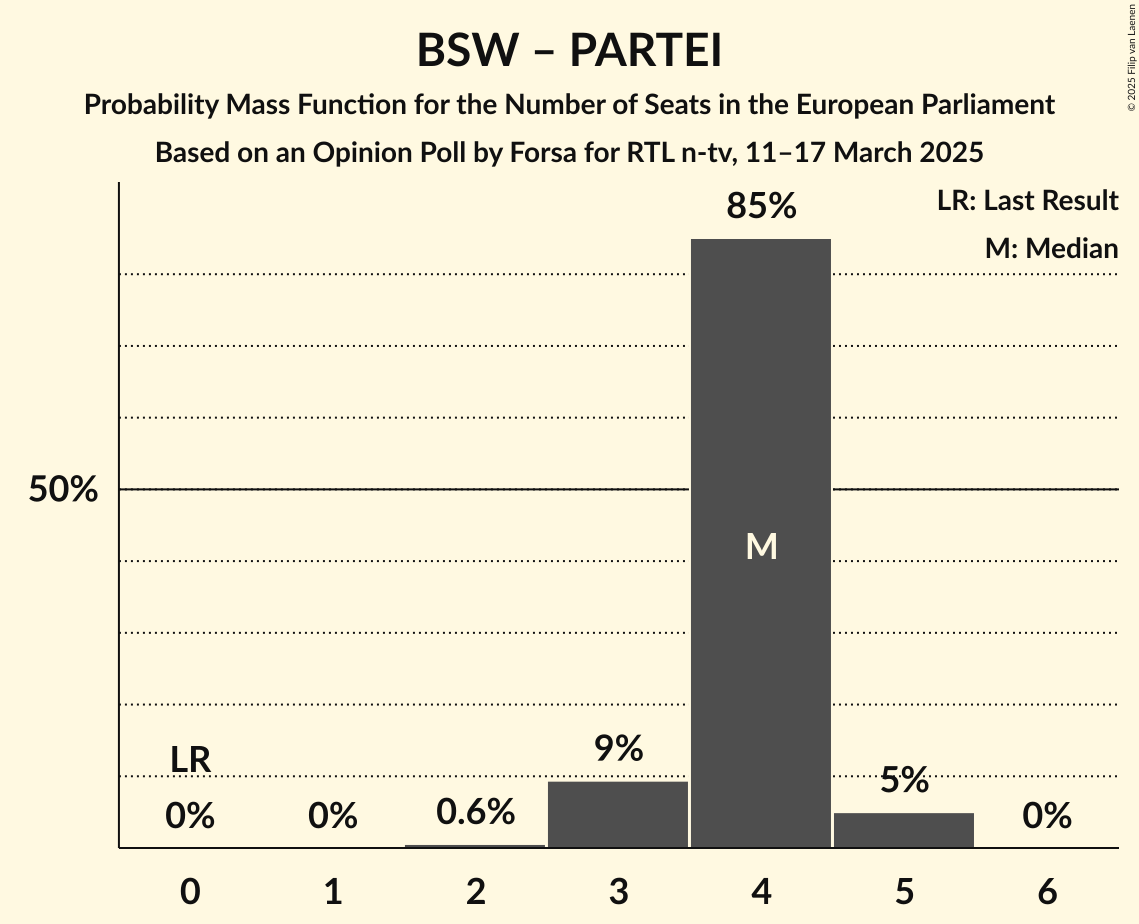 BSW – PARTEI
Probability Mass Function for the Number of Seats in the European Parliament
Based on an Opinion Poll by Forsa for RTL n-tv, 11–17 March 2025
© 2025 Filip van Laenen
LR: Last Result
M: Median
85%
50%
M
LR
0%
0%
0.6%
9%
5%
0%
0
1
2
3
4
5
6